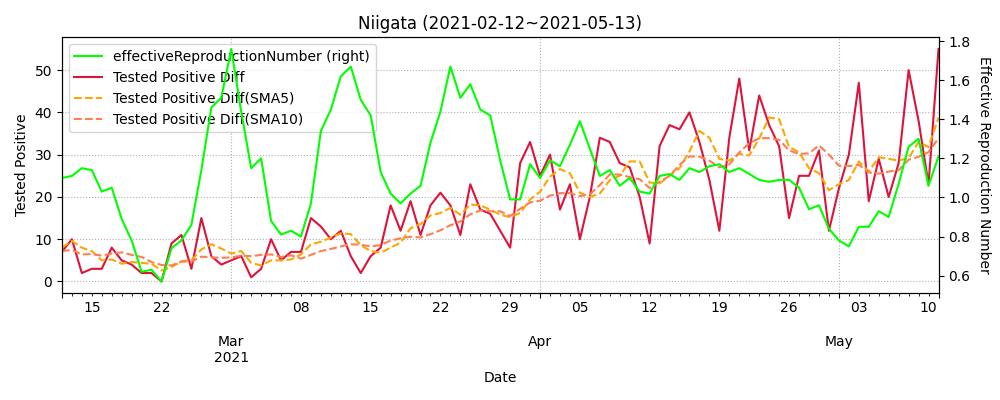 Niigata (2021-02-12~2021-05-13)
effectiveReproductionNumber (right)
Tested Positive Diff
Tested Positive Diff(SMA5)
Tested Positive Diff(SMA10)
Tested Positive
50
40
30
20
10
0
1.8
1.6
1.4
1.2
1.0
0.8
0.6
Effective Reproduction Number
15 22 08 15 22 29 05 12 19 26 03 10
Mar Apr May
2021
Date